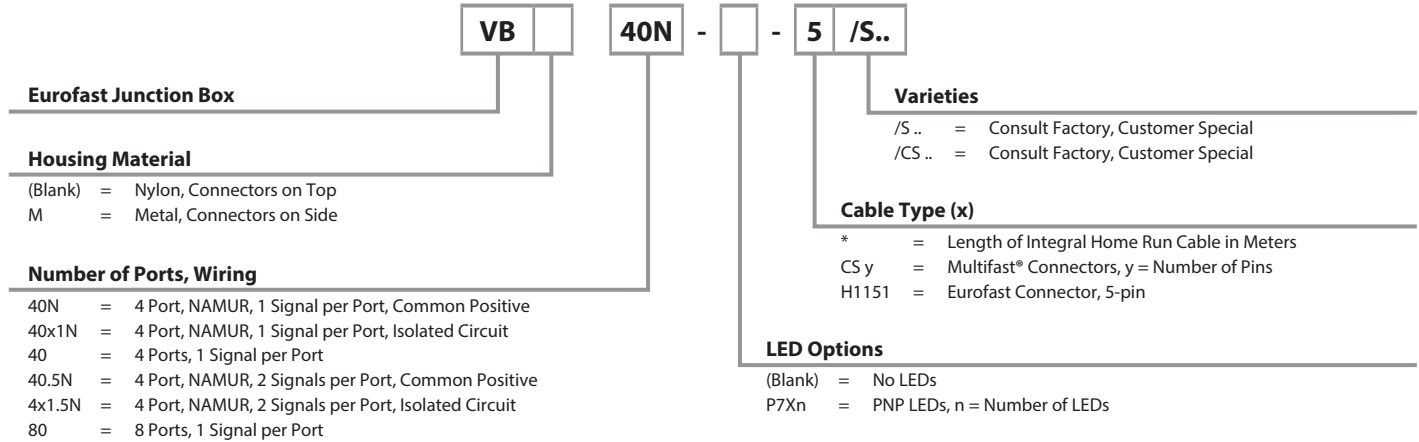 VB 40N - - 5 /S..
Eurofast Junction Box
Housing Material
(Blank) = Nylon, Connectors on Top
M = Metal, Connectors on Side
Number of Ports, Wiring
40N = 4 Port, NAMUR, 1 Signal per Port, Common Positive
40x1N = 4 Port, NAMUR, 1 Signal per Port, Isolated Circuit
40 = 4 Ports, 1 Signal per Port
40.5N = 4 Port, NAMUR, 2 Signals per Port, Common Positive
4x1.5N = 4 Port, NAMUR, 2 Signals per Port, Isolated Circuit
80 = 8 Ports, 1 Signal per Port
Varieties
/S .. = Consult Factory, Customer Special
/CS .. = Consult Factory, Customer Special
Cable Type (x)
* = Length of Integral Home Run Cable in Meters
CS y = Multifast® Connectors, y = Number of Pins
H1151 = Eurofast Connector, 5-pin
LED Options
(Blank) = No LEDs
P7Xn = PNP LEDs, n = Number of LEDs